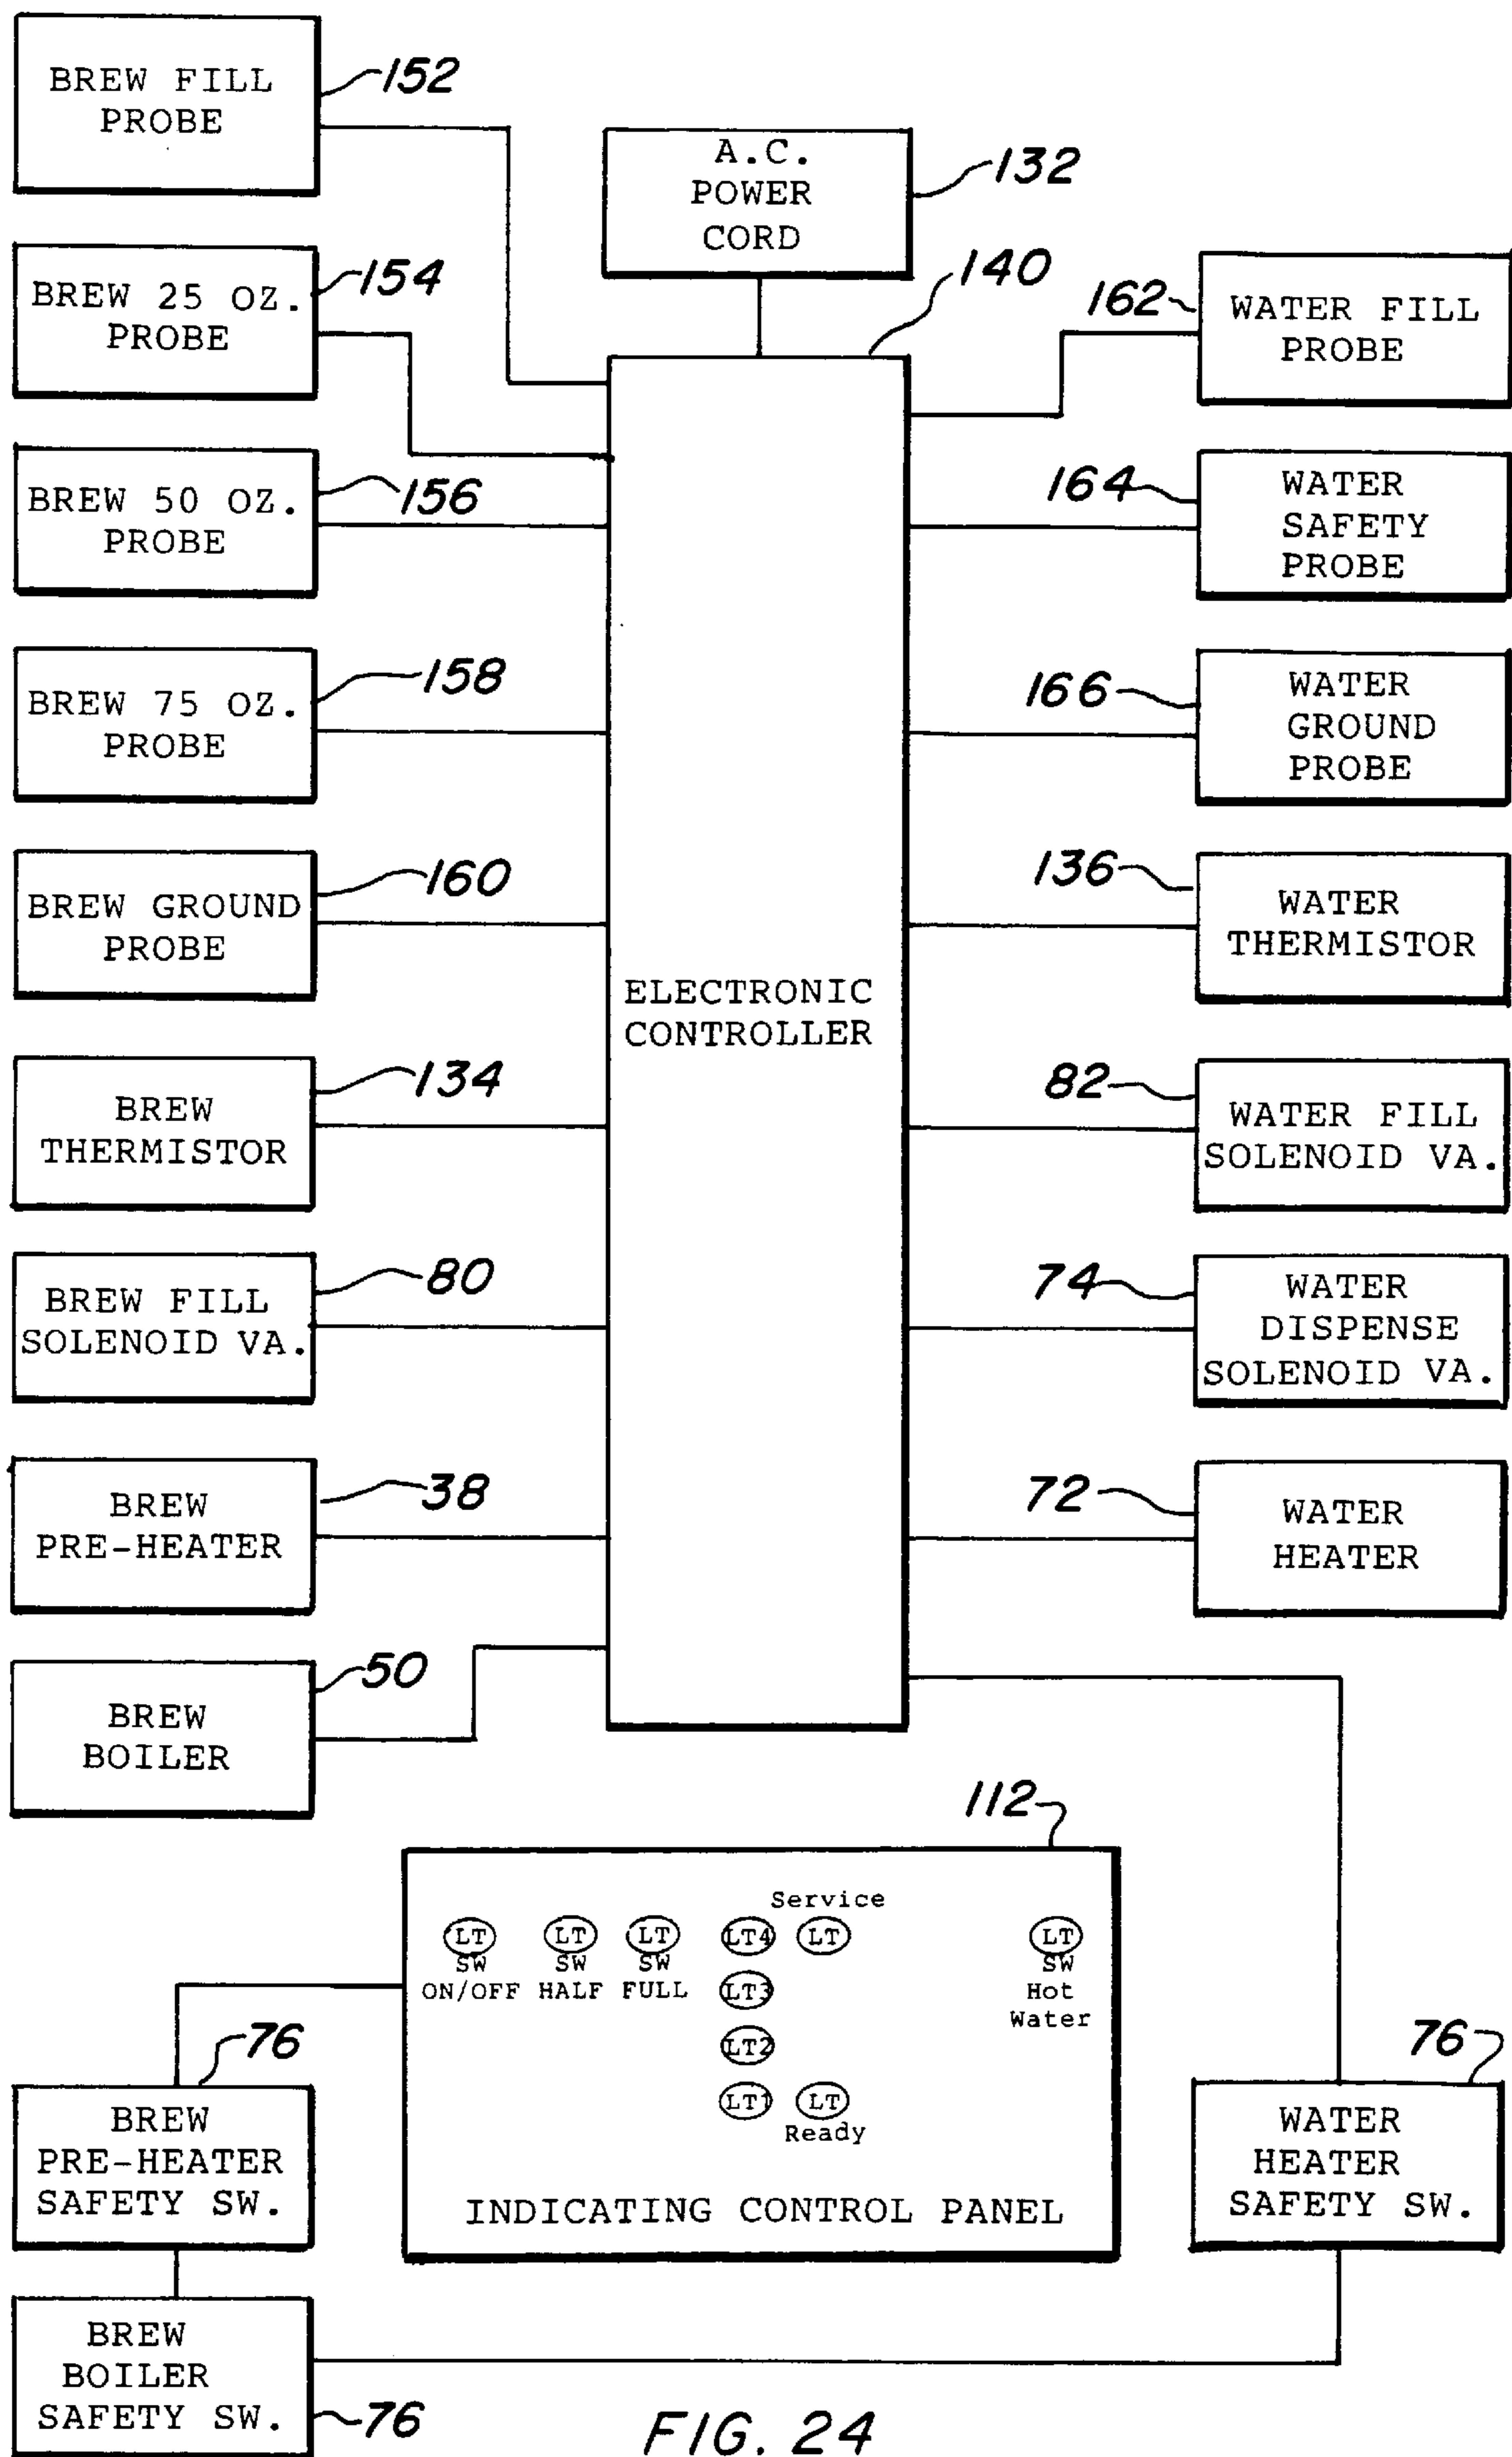 BREW FILL
PROBE
152
A.C.
POWER
CORD
132
BREW 25 OZ.
PROBE
154
140
162
WATER FILL
PROBE
BREW 50 OZ.
PROBE
156
164
WATER
SAFETY
PROBE
BREW 75 OZ.
PROBE
158
166
WATER
GROUND
PROBE
BREW GROUND
PROBE
160
136
WATER
THERMISTOR
ELECTRONIC
CONTROLLER
BREW
THERMISTOR
134
82
WATER FILL
SOLENOID VA.
BREW FILL
SOLENOID VA.
80
74
WATER
DISPENSE
SOLENOID VA.
BREW
PRE-HEATER
38
72
WATER
HEATER
BREW
BOILER
50
112
Service
LT LT LT LT4 LT LT
SW SW SW SW
ON/OFF HALF FULL LT3 Hot
Water
LT2
LT1 LT
Ready
INDICATING CONTROL PANEL
76
BREW
PRE-HEATER
SAFETY SW.
76
WATER
HEATER
SAFETY SW.
BREW
BOILER
SAFETY SW.
76
FIG. 24